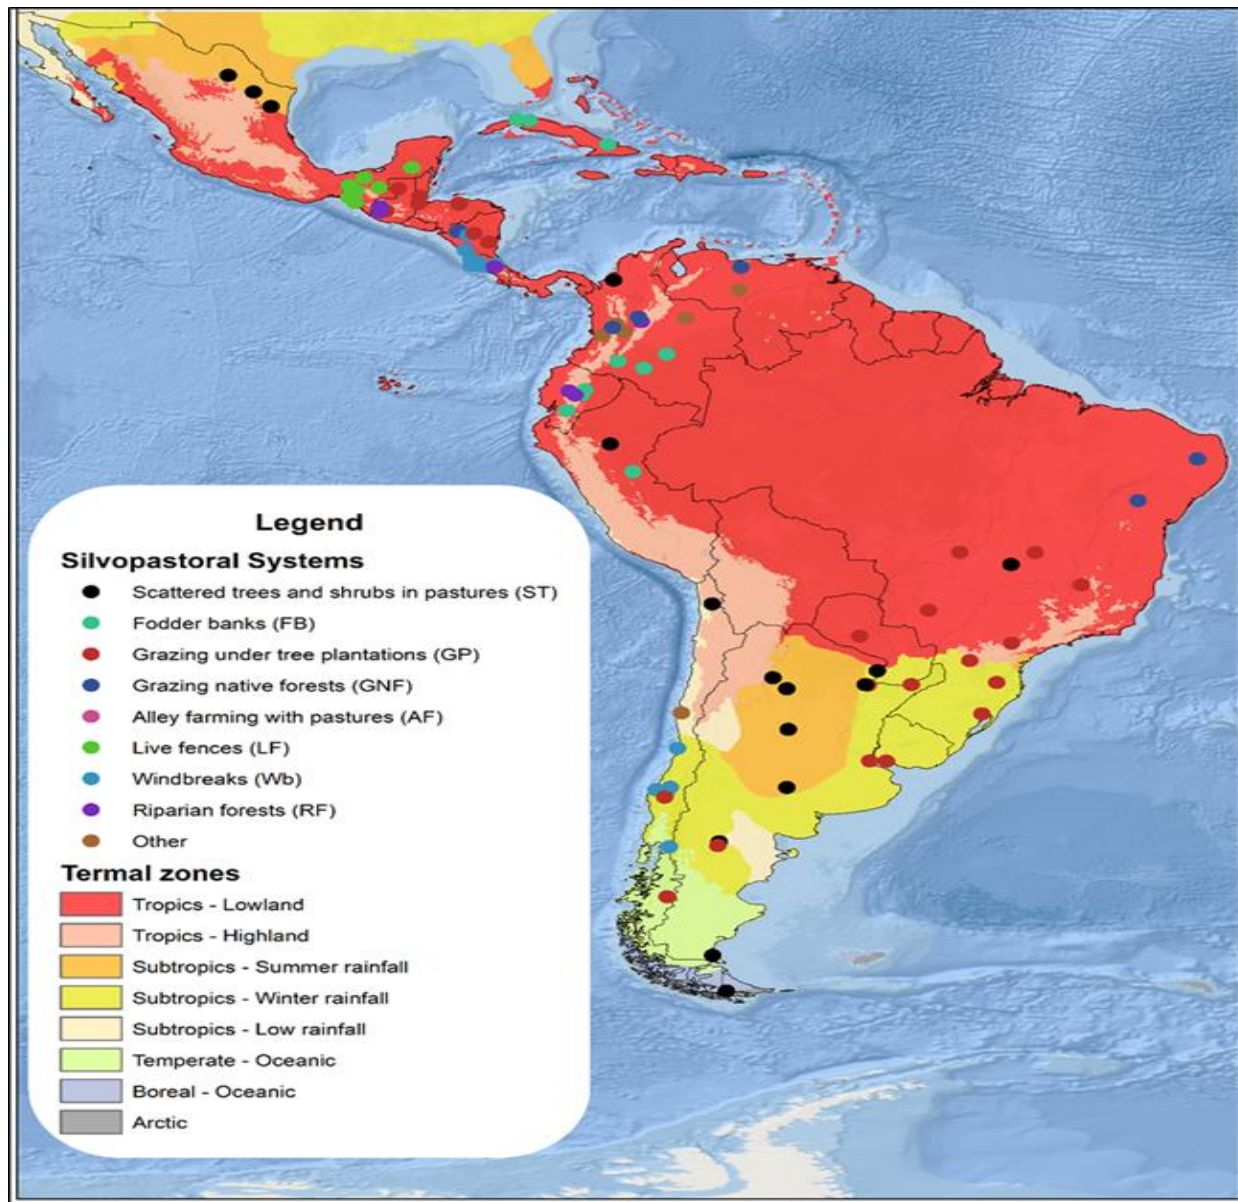 Legend
Silvopastoral Systems
Scattered trees and shrubs in pastures (ST)
Fodder banks (FB)
Grazing under tree plantations (GP)
Grazing native forests (GNF)
Alley farming with pastures (AF)
Live fences (LF)
Windbreaks (Wb)
Riparian forests (RF)
Other
Termal zones
Tropics - Lowland
Tropics - Highland
Subtropics - Summer rainfall
Subtropics - Winter rainfall
Subtropics - Low rainfall
Temperate - Oceanic
Boreal - Oceanic
Arctic